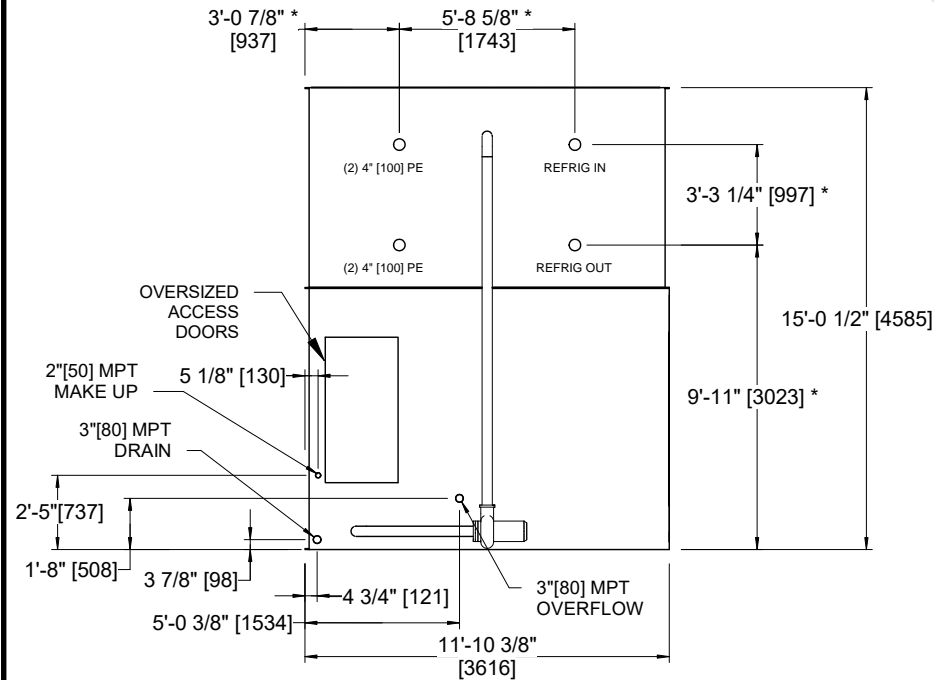 3'-0 7/8" *
[937]
5'-8 5/8" *
[1743]
(2) 4" [100] PE
REFRIG IN
3'-3 1/4" [997] *
(2) 4" [100] PE
REFRIG OUT
OVERSIZED
ACCESS
DOORS
15'-0 1/2" [4585]
2"[50] MPT
MAKE UP
5 1/8" [130]
9'-11" [3023] *
3"[80] MPT
DRAIN
2'-5"[737]
1'-8" [508]
3 7/8" [98]
4 3/4" [121]
3"[80] MPT
OVERFLOW
5'-0 3/8" [1534]
11'-10 3/8"
[3616]